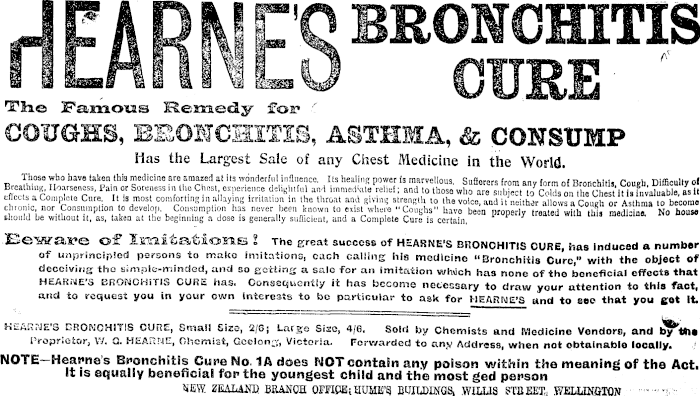 HEARNE'S BRONCHITIS
CURE
The Famous Remedy for
COUGHS, BRONCHITIS, ASTHMA, & CONSUMP
Has the Largest Sale of any Chest Medicine in the World.
Those who have taken this medicine are amazed at its wonderful influence. Its healing power is marvellous. Sufferers from any form of Bronchitis, Cough, Difficulty of
Breathing, Hoarseness, Pain or Soreness in the Chest, experience delightful and immediate relief; and to those who are subject to Colds on the Chest it is invaluable, as it
effects a Complete Cure. It is most comforting in allaying irritation in the throat and giving strength to the voice, and it neither allows a Cough or Asthma to become
chronic, nor Consumption to develop. Consumption has never been known to exist where "Coughs" have been properly treated with this medicine. No house
should be without it, as, taken at the beginning a dose is generally sufficient, and a Complete Cure is certain.
Beware of Imitations! The great success of HEARNE'S BRONCHITIS CURE, has induced a number
of unprincipled persons to make imitations, each calling his medicine "Bronchitis Cure," with the object of
deceiving the simple-minded, and so getting a sale for an imitation which has none of the beneficial effects that
HEARNE'S BRONCHITIS CURE has. Consequently it has become necessary to draw your attention to this fact,
and to request you in your own interests to be particular to ask for HEARNE'S and to see that you get it.
HEARNE'S BRONCHITIS CURE, Small Size, 2/6; Large Size, 4/6. Sold by Chemists and Medicine Vendors, and by the
Proprietor, W. G. HEARNE, Chemist, Geelong, Victoria. Forwarded to any Address, when not obtainable locally.
NOTE—Hearne's Bronchitis Cure No. 1A does NOT contain any poison within the meaning of the Act.
It is equally beneficial for the youngest child and the most ged person
NEW ZEALAND BRANCH OFFICE; HUME'S BUILDINGS, WILLIS STREET, WELLINGTON